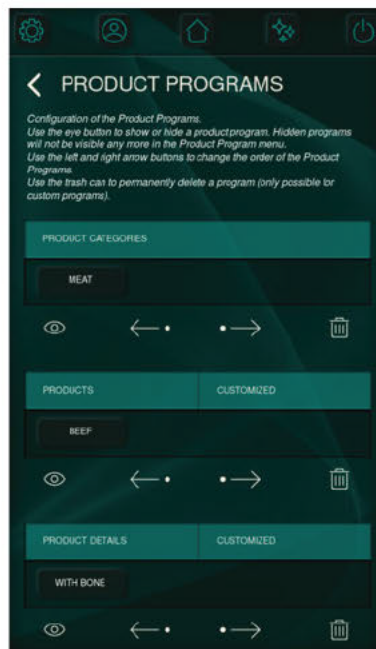 PRODUCT PROGRAMS
Configuration of the Product Programs.
Use the eye button to show or hide a product program. Hidden programs
will not be visible any more in the Product Program menu.
Use the left and right arrow buttons to change the order of the Product
Programs.
Use the trash can to permanently delete a program (only possible for
custom programs).
PRODUCT CATEGORIES
MEAT
PRODUCTS CUSTOMIZED
BEEF
PRODUCT DETAILS CUSTOMIZED
WITH BONE